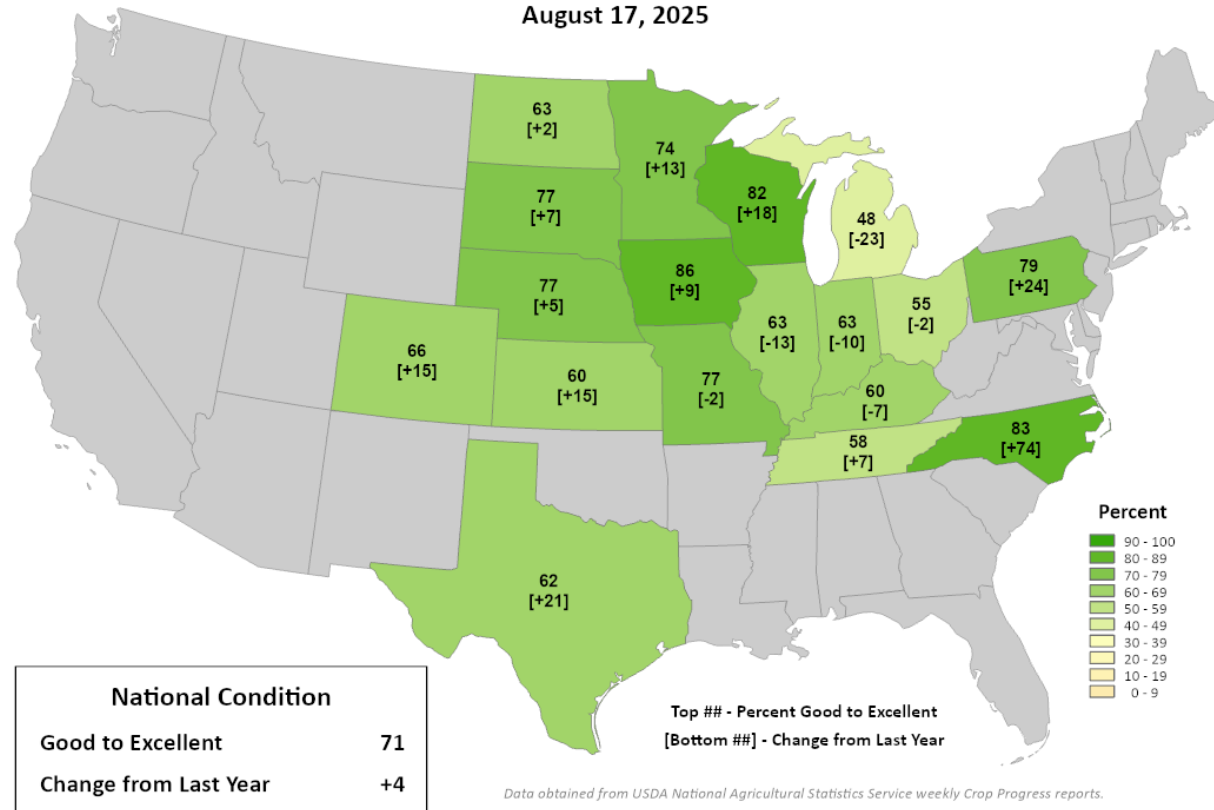 August 17, 2025
63
[+2]
74
[+13]
82
[+18]
48
[-23]
77
[+7]
77
[+5]
86
[+9]
63
[-13]
63
[-10]
55
[-2]
79
[+24]
66
[+15]
60
[+15]
77
[-2]
60
[-7]
58
[+7]
83
[+74]
62
[+21]
Percent
90 - 100
80 - 89
70 - 79
60 - 69
50 - 59
40 - 49
30 - 39
20 - 29
10 - 19
0 - 9
National Condition
Good to Excellent 71
Change from Last Year +4
Top ## - Percent Good to Excellent
[Bottom ##] - Change from Last Year
Data obtained from USDA National Agricultural Statistics Service weekly Crop Progress reports.